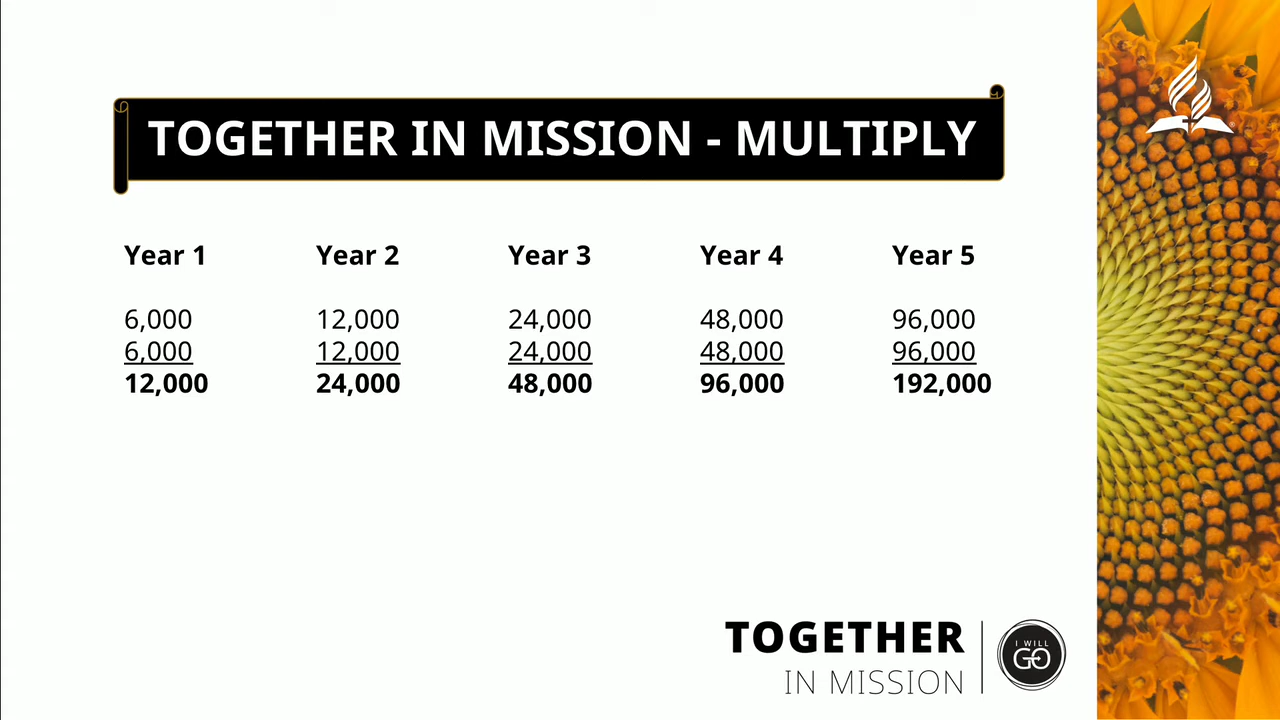 TOGETHER IN MISSION - MULTIPLY
Year 1 Year 2 Year 3 Year 4 Year 5
6,000 12,000 24,000 48,000 96,000
6,000 12,000 24,000 48,000 96,000
12,000 24,000 48,000 96,000 192,000
TOGETHER
IN MISSION
I WILL
GO